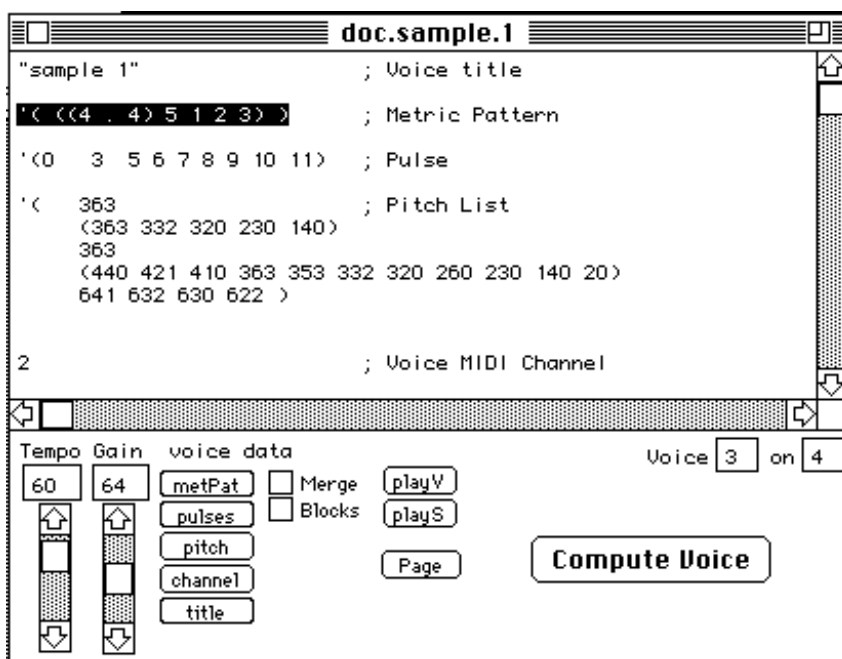 doc.sample.1
"sample 1" ; Voice title
'( ((4 . 4) 5 1 2 3) ) ; Metric Pattern
'(0 3 5 6 7 8 9 10 11) ; Pulse
'( 363 ; Pitch List
(363 332 320 230 140)
363
(440 421 410 363 353 332 320 260 230 140 20)
641 632 630 622 )
2 ; Voice MIDI Channel
Tempo Gain voice data Voice 3 on 4
60 64 metPat Merge playV
pulses Blocks playS
pitch
Page Compute Voice
channel
title